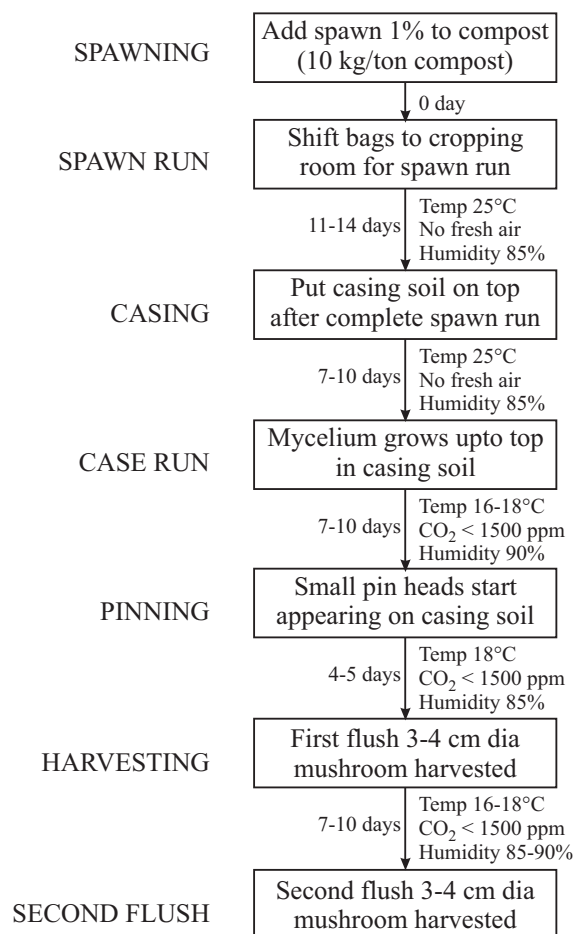 SPAWNING
Add spawn 1% to compost
(10 kg/ton compost)
0 day
SPAWN RUN
Shift bags to cropping
room for spawn run
11-14 days
Temp 25°C
No fresh air
Humidity 85%
CASING
Put casing soil on top
after complete spawn run
7-10 days
Temp 25°C
No fresh air
Humidity 85%
CASE RUN
Mycelium grows upto top
in casing soil
7-10 days
Temp 16-18°C
CO₂ < 1500 ppm
Humidity 90%
PINNING
Small pin heads start
appearing on casing soil
4-5 days
Temp 18°C
CO₂ < 1500 ppm
Humidity 85%
HARVESTING
First flush 3-4 cm dia
mushroom harvested
7-10 days
Temp 16-18°C
CO₂ < 1500 ppm
Humidity 85-90%
SECOND FLUSH
Second flush 3-4 cm dia
mushroom harvested